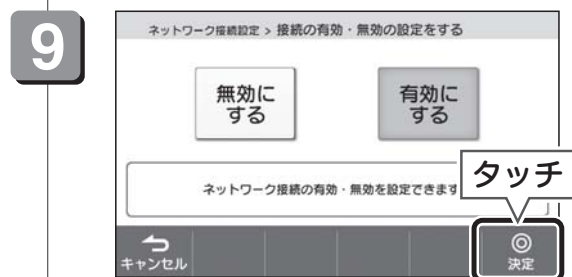 9
ネットワーク接続設定 > 接続の有効・無効の設定をする
無効に
する
有効に
する
ネットワーク接続の有効・無効を設定できます
タッチ
キャンセル
決定